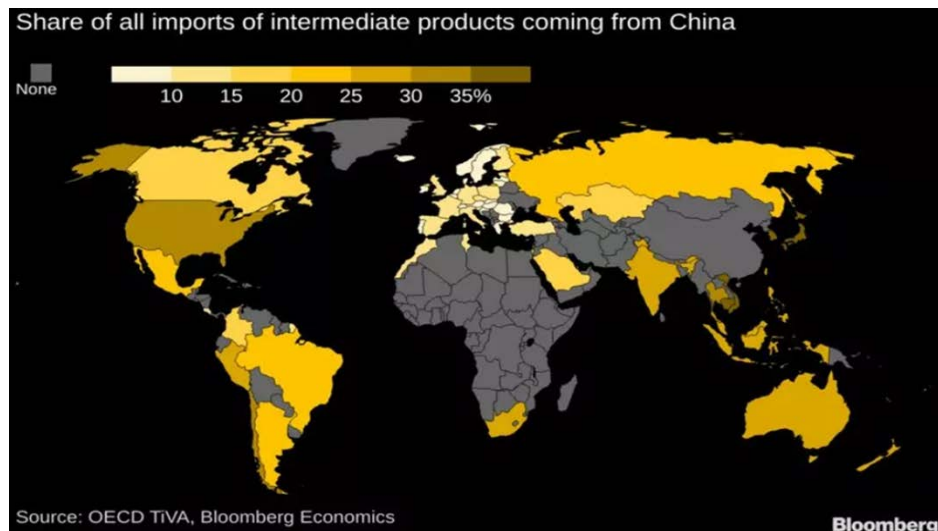 Share of all imports of intermediate products coming from China
None
10 15 20 25 30 35%
Source: OECD TiVA, Bloomberg Economics
Bloomberg